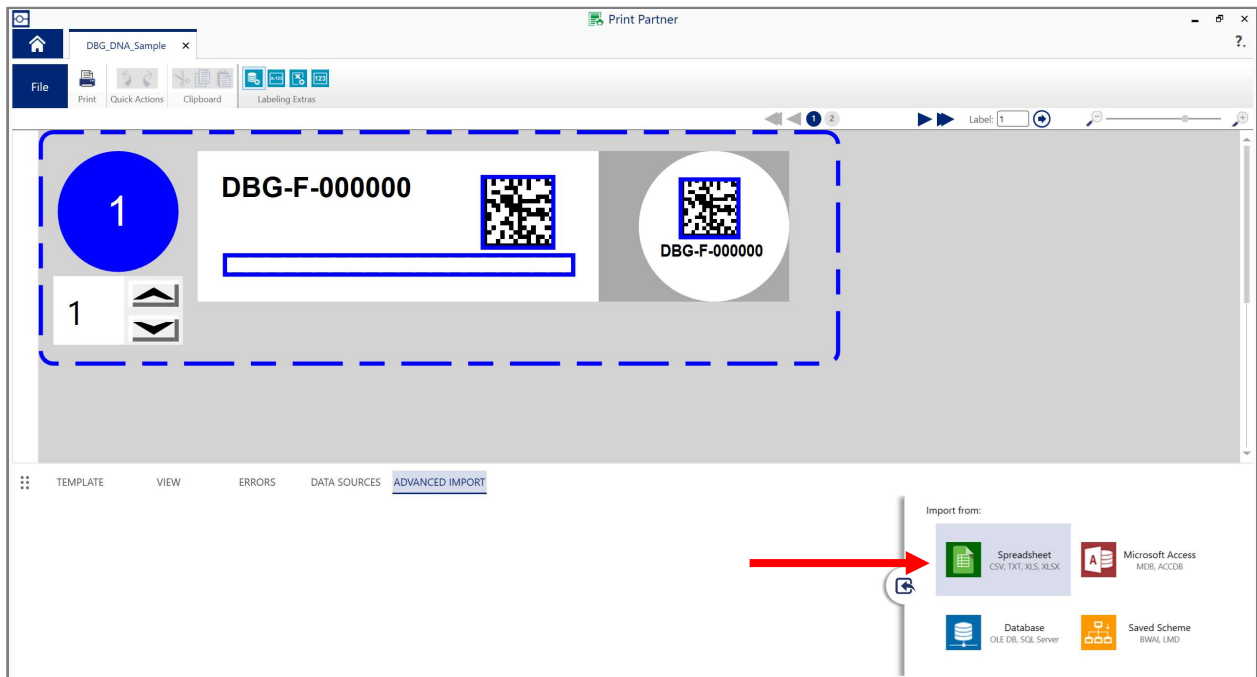 Print Partner
DBG_DNA_Sample
?.
File
Print
Quick Actions
Clipboard
A-123
123
Labeling Extras
1
2
Label: 1
1
DBG-F-000000
DBG-F-000000
1
TEMPLATE
VIEW
ERRORS
DATA SOURCES
ADVANCED IMPORT
Import from:
Spreadsheet
CSV, TXT, XLS, XLSX
A
Microsoft Access
MDB, ACCDB
Database
OLE DB, SQL Server
Saved Scheme
BWAI, LMD